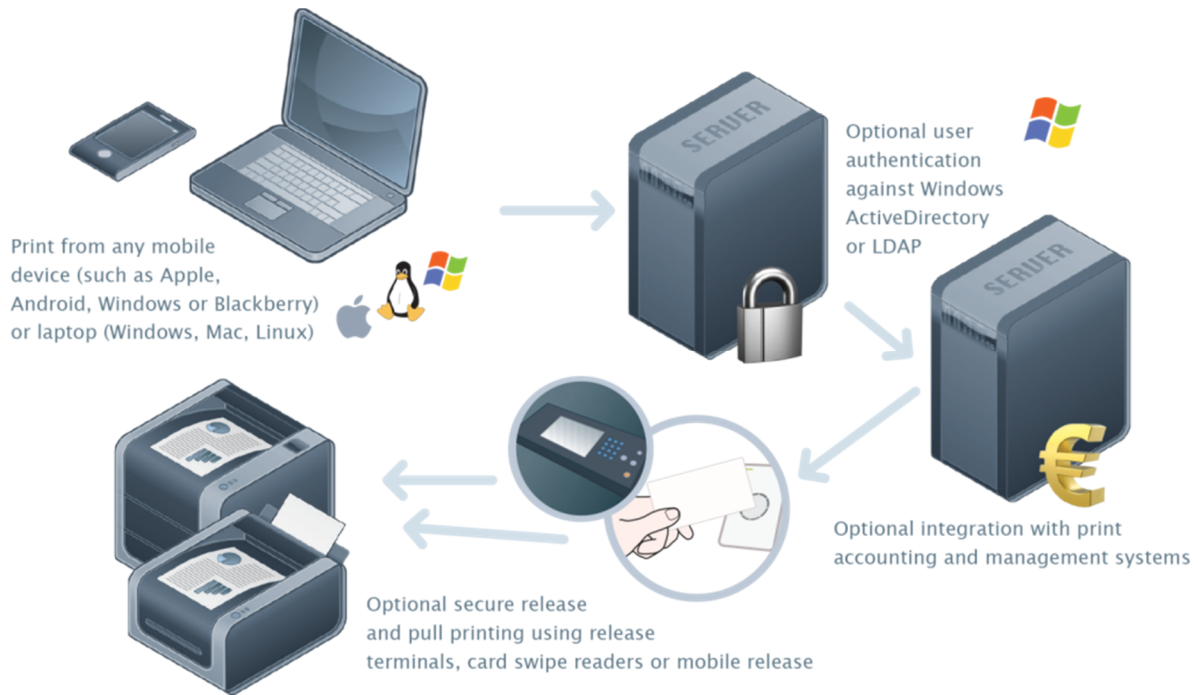 SERVER
Optional user
authentication
against Windows
ActiveDirectory
or LDAP
Print from any mobile
device (such as Apple,
Android, Windows or Blackberry)
or laptop (Windows, Mac, Linux)
SERVER
Optional integration with print
accounting and management systems
Optional secure release
and pull printing using release
terminals, card swipe readers or mobile release